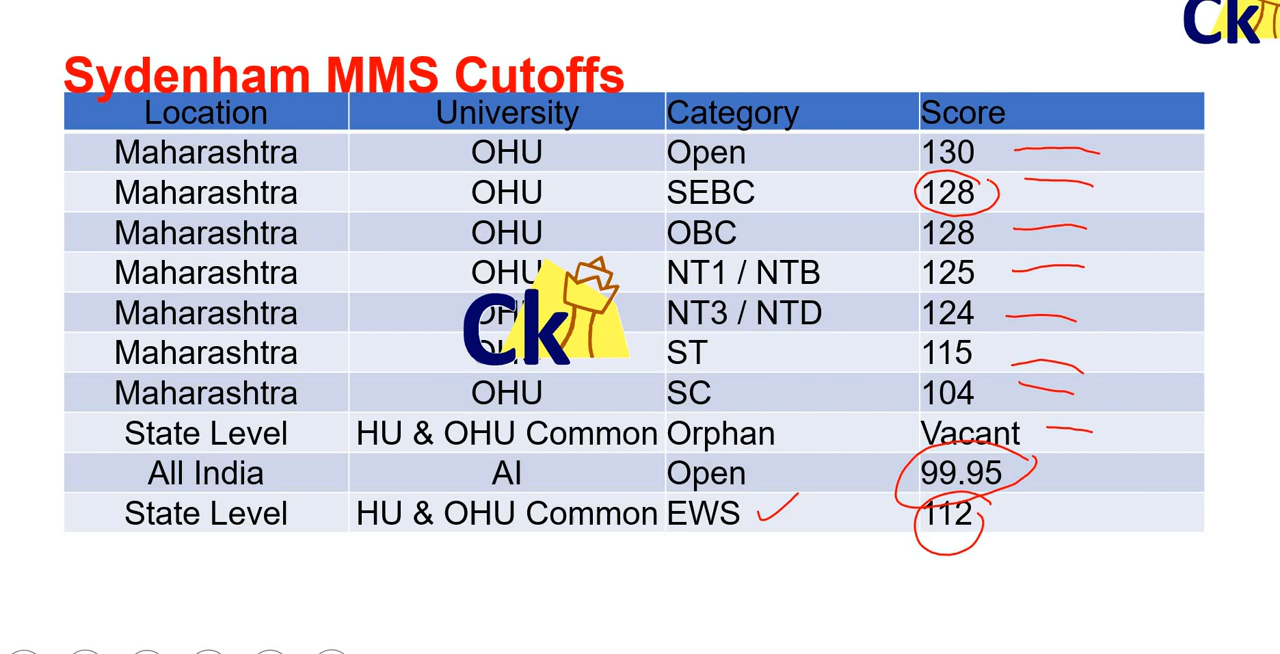 Ck
Sydenham MMS Cutoffs
Location University Category Score
Maharashtra OHU Open 130
Maharashtra OHU SEBC 128
Maharashtra OHU OBC 128
Maharashtra OHU NT1 / NTB 125
Maharashtra OHU NT3 / NTD 124
Ck
Maharashtra OHU ST 115
Maharashtra OHU SC 104
State Level HU & OHU Common Orphan Vacant
All India AI Open 99.95
State Level HU & OHU Common EWS 112